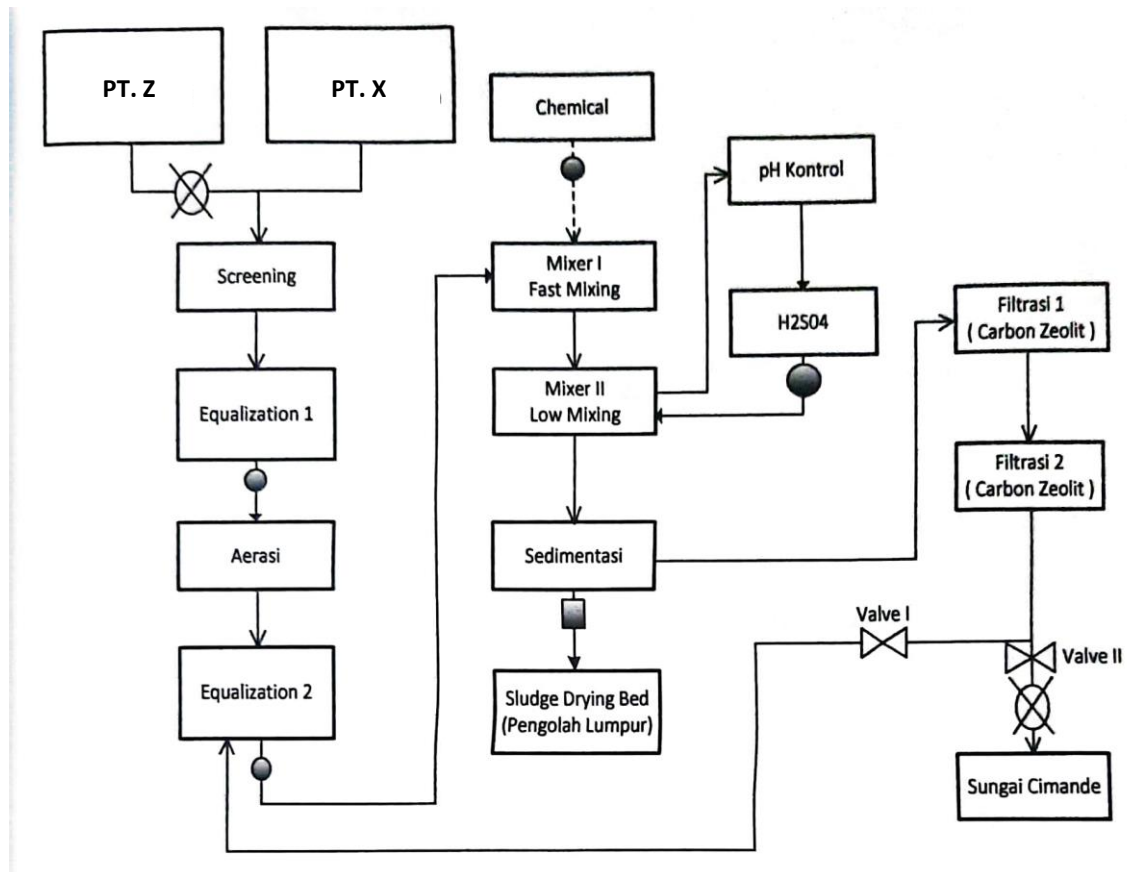 PT. Z
PT. X
Chemical
pH Kontrol
Screening
Mixer I
Fast Mixing
H2S04
Filtrasi 1
( Carbon Zeolit )
Equalization 1
Mixer II
Low Mixing
Filtrasi 2
( Carbon Zeolit )
Aerasi
Sedimentasi
Valve I
Valve II
Equalization 2
Sludge Drying Bed
(Pengolah Lumpur)
Sungai Cimande